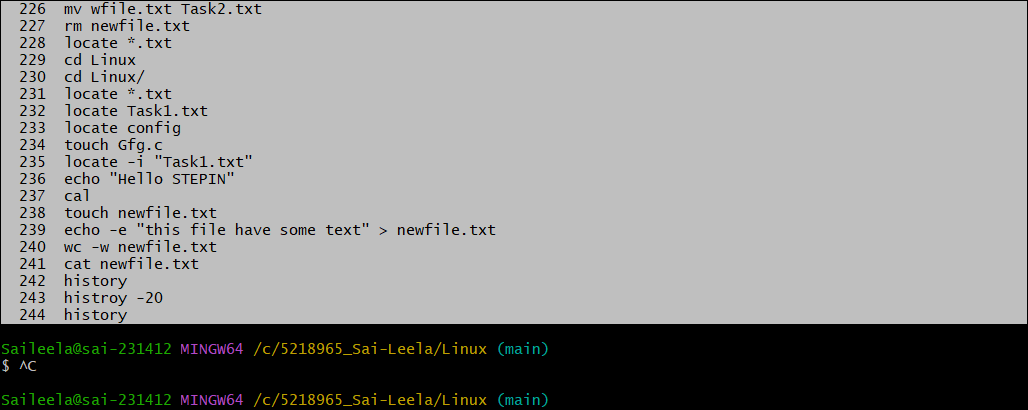 226  mv wfile.txt Task2.txt
227  rm newfile.txt
228  locate *.txt
229  cd Linux
230  cd Linux/
231  locate *.txt
232  locate Task1.txt
233  locate config
234  touch Gfg.c
235  locate -i "Task1.txt"
236  echo "Hello STEPIN"
237  cal
238  touch newfile.txt
239  echo -e "this file have some text" > newfile.txt
240  wc -w newfile.txt
241  cat newfile.txt
242  history
243  histroy -20
244  history
Saileela@sai-231412 MINGW64 /c/5218965_Sai-Leela/Linux (main)
$ ^C
Saileela@sai-231412 MINGW64 /c/5218965_Sai-Leela/Linux (main)